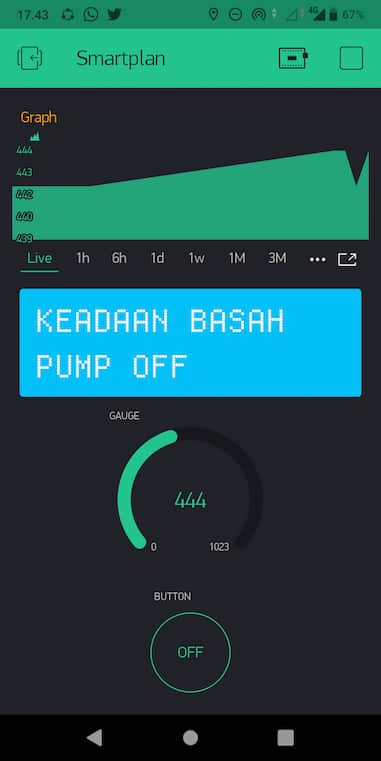 17.43
4G
67%
Smartplan
Graph
444
443
442
440
439
Live 1h 6h 1d 1w 1M 3M
KEADAAN BASAH
PUMP OFF
GAUGE
444
0 1023
BUTTON
OFF